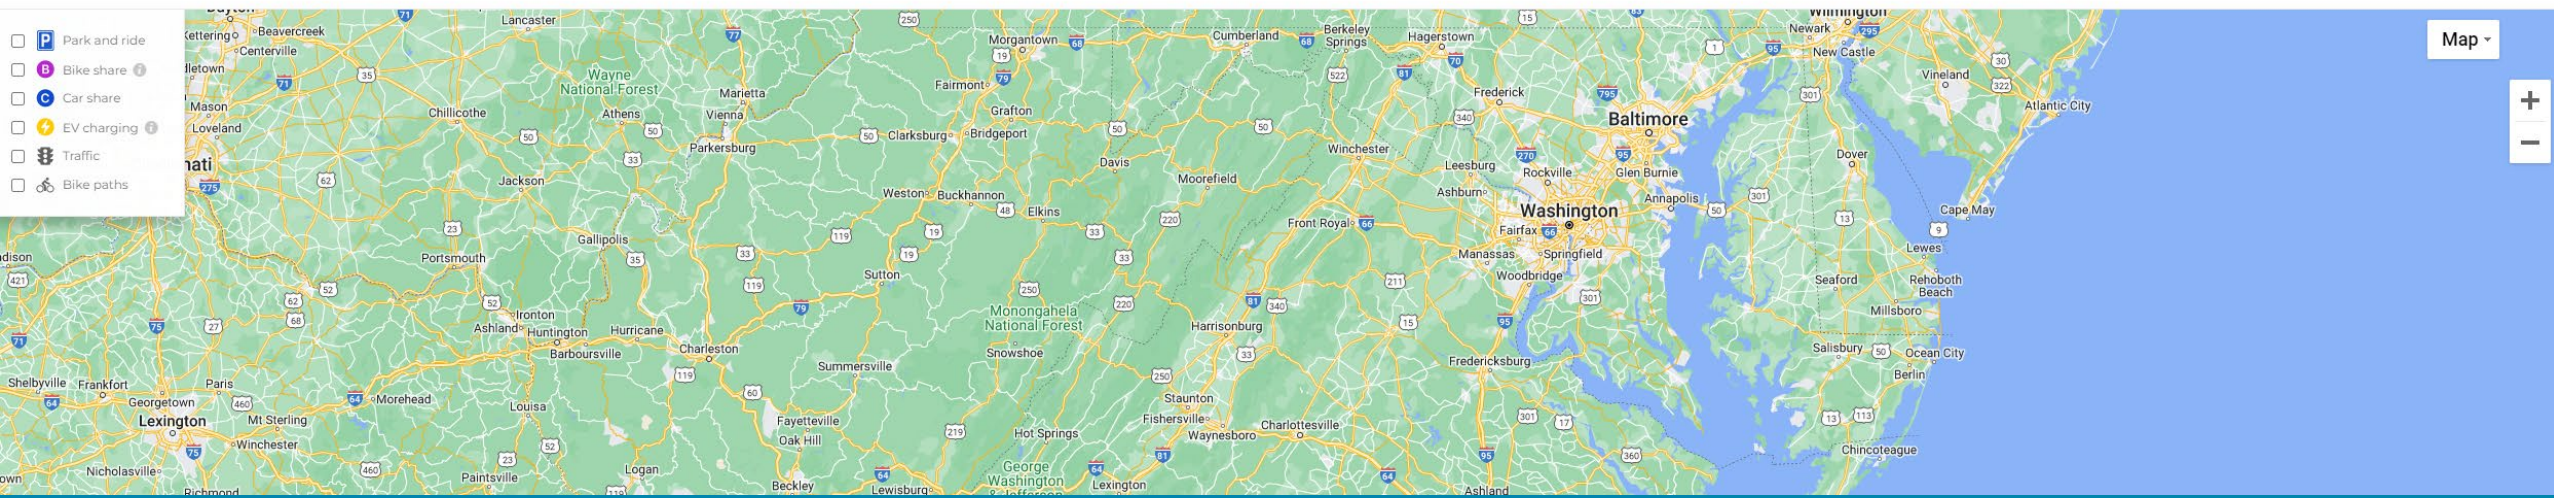 Park and ride
Bike share
Car share
EV charging
Traffic
Bike paths
Map
Lancaster
Beavercreek
Centerville
Mason
Loveland
Chillicothe
Wayne
National Forest
Athens
Marietta
Vienna
Parkersburg
Jackson
Gallipolis
Portsmouth
Ironton
Ashland
Huntington
Barboursville
Hurricane
Charleston
Shelbyville
Frankfort
Paris
Georgetown
Lexington
Mt Sterling
Winchester
Morehead
Louisa
Nicholasville
Richmond
Paintsville
Logan
Beckley
Lewisburg
Fayetteville
Oak Hill
Summersville
Sutton
Weston
Buckhannon
Elkins
Clarksburg
Bridgeport
Grafton
Fairmont
Morgantown
Davis
Moorefield
Monongahela
National Forest
Snowshoe
Hot Springs
George
Washington
& Jefferson
Lexington
Cumberland
Berkeley
Springs
Hagerstown
Frederick
Winchester
Leesburg
Ashburn
Rockville
Front Royal
Fairfax
Washington
Manassas
Springfield
Woodbridge
Harrisonburg
Staunton
Fishersville
Waynesboro
Charlottesville
Fredericksburg
Ashland
Baltimore
Glen Burnie
Annapolis
Wilmington
Newark
New Castle
Vineland
Atlantic City
Dover
Cape May
Lewes
Rehoboth
Beach
Seaford
Millsboro
Salisbury
Ocean City
Berlin
Chincoteague